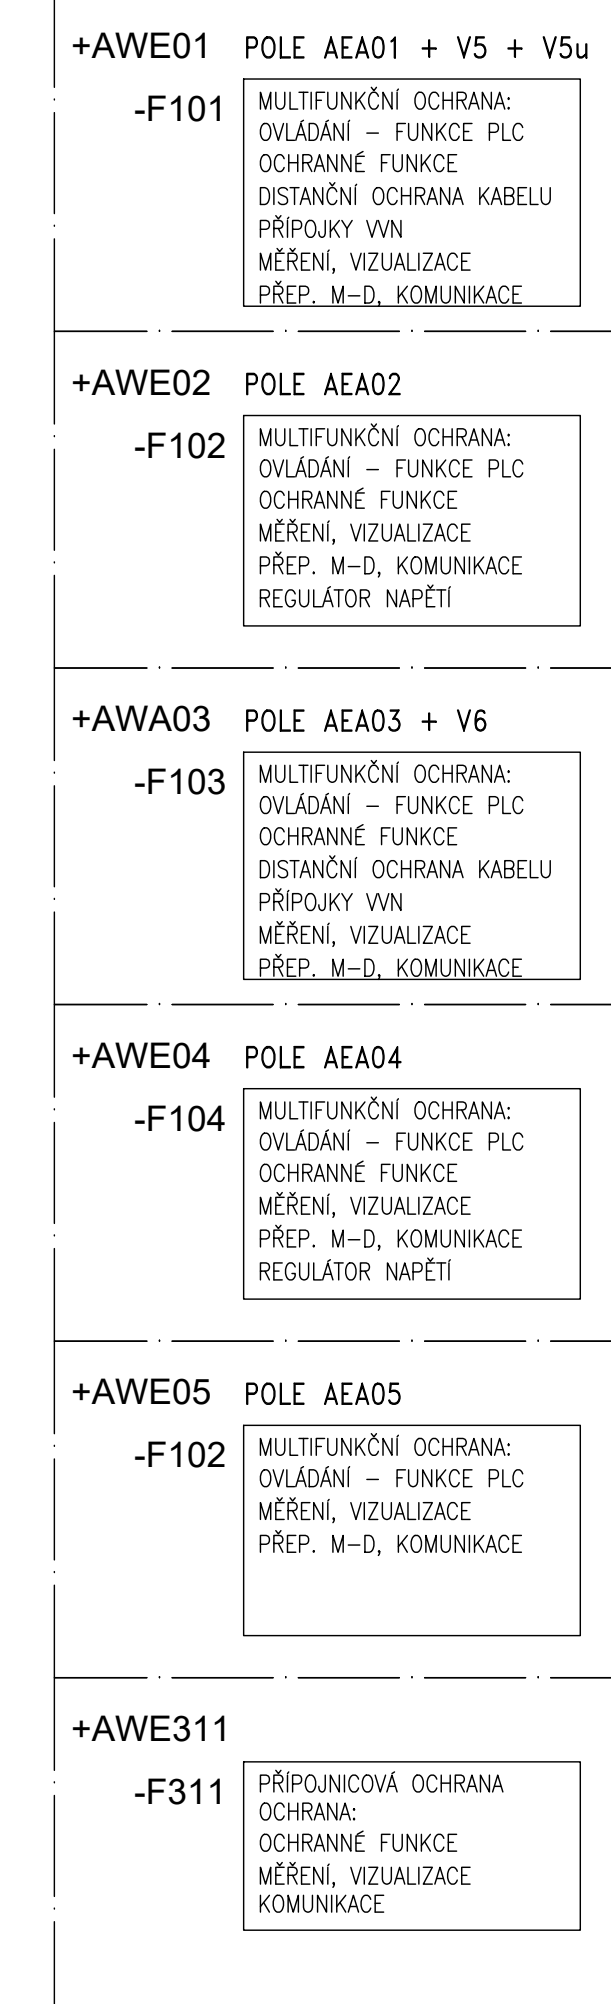 +AWE01 POLE AEA01 + V5 + V5u
-F101
MULTIFUNKČNÍ OCHRANA:
OVLÁDÁNÍ – FUNKCE PLC
OCHRANNÉ FUNKCE
DISTANČNÍ OCHRANA KABELU
PŘÍPOJKY VVN
MĚŘENÍ, VIZUALIZACE
PŘEP. M–D, KOMUNIKACE
+AWE02 POLE AEA02
-F102
MULTIFUNKČNÍ OCHRANA:
OVLÁDÁNÍ – FUNKCE PLC
OCHRANNÉ FUNKCE
MĚŘENÍ, VIZUALIZACE
PŘEP. M–D, KOMUNIKACE
REGULÁTOR NAPĚTÍ
+AWA03 POLE AEA03 + V6
-F103
MULTIFUNKČNÍ OCHRANA:
OVLÁDÁNÍ – FUNKCE PLC
OCHRANNÉ FUNKCE
DISTANČNÍ OCHRANA KABELU
PŘÍPOJKY VVN
MĚŘENÍ, VIZUALIZACE
PŘEP. M–D, KOMUNIKACE
+AWE04 POLE AEA04
-F104
MULTIFUNKČNÍ OCHRANA:
OVLÁDÁNÍ – FUNKCE PLC
OCHRANNÉ FUNKCE
MĚŘENÍ, VIZUALIZACE
PŘEP. M–D, KOMUNIKACE
REGULÁTOR NAPĚTÍ
+AWE05 POLE AEA05
-F102
MULTIFUNKČNÍ OCHRANA:
OVLÁDÁNÍ – FUNKCE PLC
MĚŘENÍ, VIZUALIZACE
PŘEP. M–D, KOMUNIKACE
+AWE311
-F311
PŘÍPOJNICOVÁ OCHRANA
OCHRANA:
OCHRANNÉ FUNKCE
MĚŘENÍ, VIZUALIZACE
KOMUNIKACE